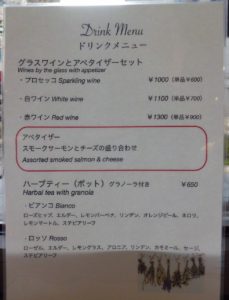 Drink Menu
ドリンクメニュー
グラスワインとアペタイザーセット
Wines by the glass with appetizer
・プロセッコ Sparkling wine ¥1000 (単品¥600)
・白ワイン White wine ¥1100 (単品¥700)
・赤ワイン Red wine ¥1300 (単品¥900)
アペタイザー
スモークサーモンとチーズの盛り合わせ
Assorted smoked salmon & cheese
ハーブティー(ポット) グラノーラ付き ¥650
Harbal tea with granola
・ビアンコ Bianco
ローズヒップ、エルダー、レモンバーベナ、リンデン、オレンジピール、ネロリ、
レモンマートル、ステビアリーフ
・ロッソ Rosso
ローゼル、エルダー、レモングラス、アロニア、リンデン、カモミール、セージ、
ステビアリーフ